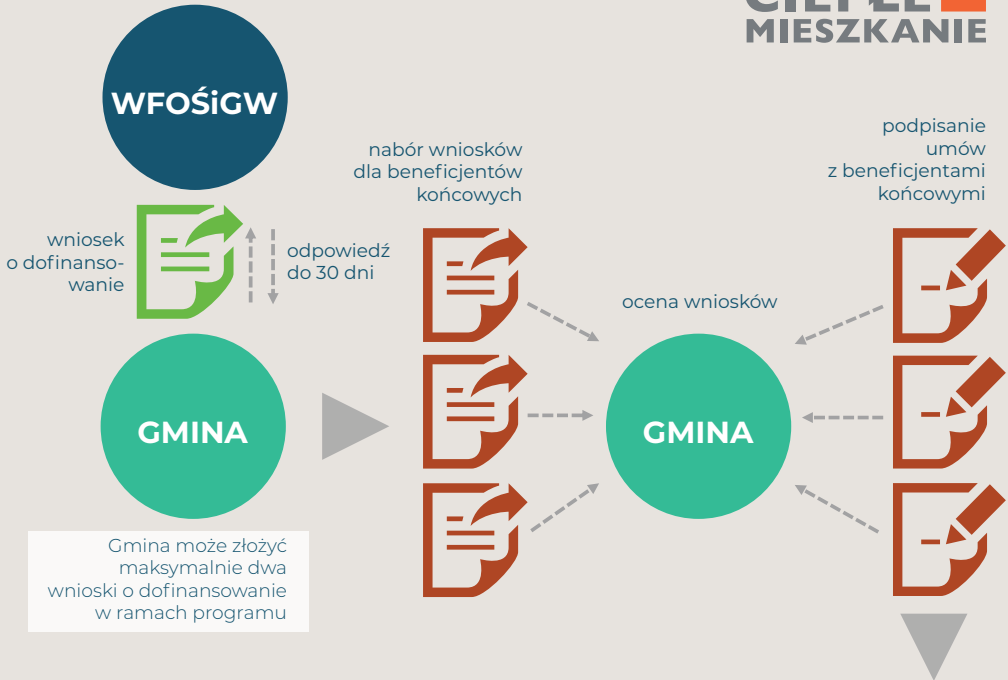 CIEPŁE
MIESZKANIE
WFOŚiGW
wniosek
o dofinanso-
wanie
odpowiedź
do 30 dni
GMINA
Gmina może złożyć
maksymalnie dwa
wnioski o dofinansowanie
w ramach programu
nabór wniosków
dla beneficjentów
końcowych
ocena wniosków
GMINA
podpisanie
umów
z beneficjentami
końcowymi